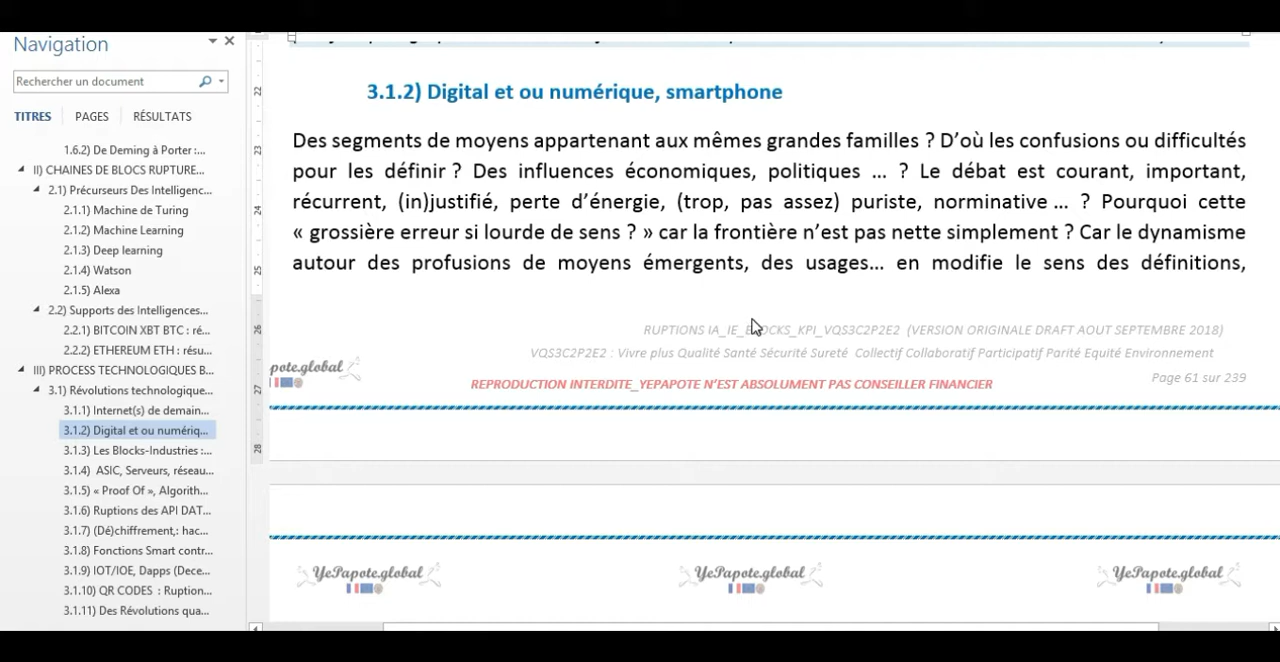 Navigation
Rechercher un document
TITRES PAGES RÉSULTATS
1.6.2) De Deming à Porter :...
II) CHAINES DE BLOCS RUPTURE...
2.1) Précurseurs Des Intelligenc...
2.1.1) Machine de Turing
2.1.2) Machine Learning
2.1.3) Deep learning
2.1.4) Watson
2.1.5) Alexa
2.2) Supports des Intelligences...
2.2.1) BITCOIN XBT BTC : ré...
2.2.2) ETHEREUM ETH : résu...
III) PROCESS TECHNOLOGIQUES B...
3.1) Révolutions technologique...
3.1.1) Internet(s) de demain...
3.1.2) Digital et ou numériq...
3.1.3) Les Blocks-Industries :...
3.1.4) ASIC, Serveurs, réseau...
3.1.5) « Proof Of », Algorith...
3.1.6) Ruptions des API DAT...
3.1.7) (Dé)chiffrement,: hac...
3.1.8) Fonctions Smart contr...
3.1.9) IOT/IOE, Dapps (Dece...
3.1.10) QR CODES : Ruption...
3.1.11) Des Révolutions qua...
22
23
24
25
26
27
28
3.1.2) Digital et ou numérique, smartphone
Des segments de moyens appartenant aux mêmes grandes familles ? D’où les confusions ou difficultés
pour les définir ? Des influences économiques, politiques ... ? Le débat est courant, important,
récurrent, (in)justifié, perte d’énergie, (trop, pas assez) puriste, norminative ... ? Pourquoi cette
« grossière erreur si lourde de sens ? » car la frontière n’est pas nette simplement ? Car le dynamisme
autour des profusions de moyens émergents, des usages... en modifie le sens des définitions,
RUPTIONS IA_IE_BLOCKS_KPI_VQS3C2P2E2 (VERSION ORIGINALE DRAFT AOUT SEPTEMBRE 2018)
VQS3C2P2E2 : Vivre plus Qualité Santé Sécurité Sureté Collectif Collaboratif Participatif Parité Equité Environnement
pote.global
REPRODUCTION INTERDITE_YEPAPOTE N’EST ABSOLUMENT PAS CONSEILLER FINANCIER
Page 61 sur 239
YePapote.global YePapote.global YePapote.global